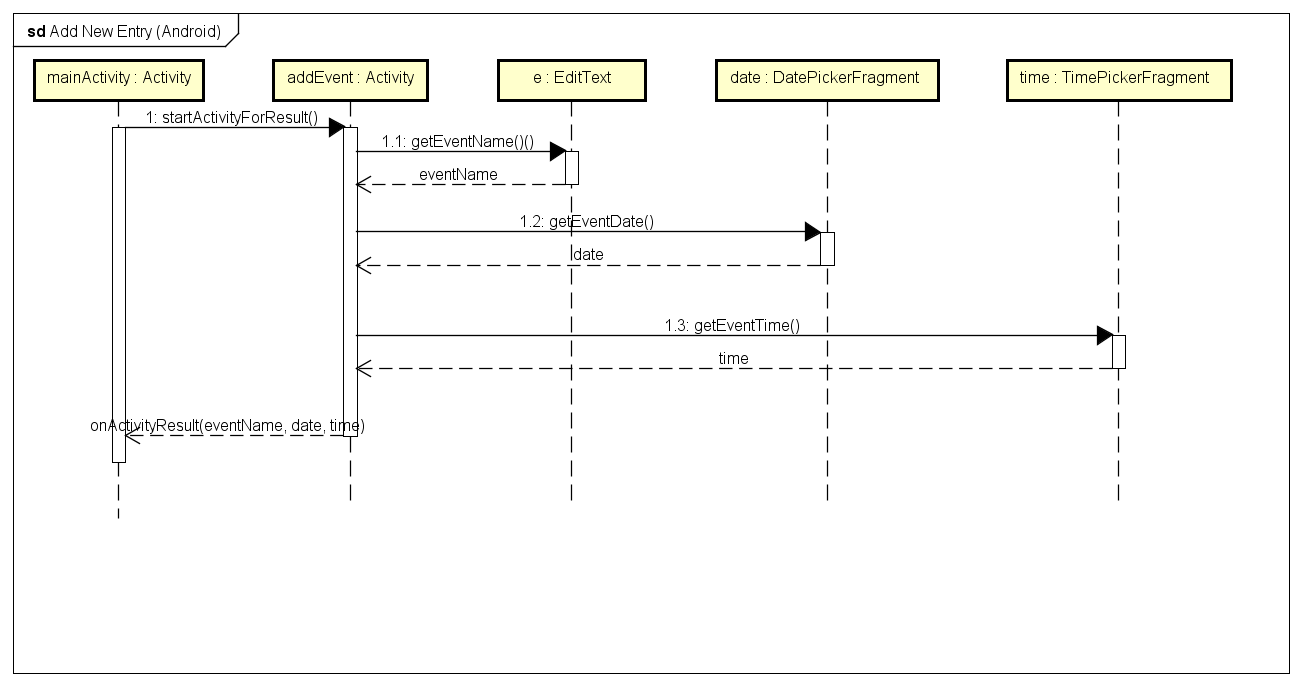 sd Add New Entry (Android)
mainActivity : Activity
addEvent : Activity
e : EditText
date : DatePickerFragment
time : TimePickerFragment
1: startActivityForResult()
1.1: getEventName()()
eventName
1.2: getEventDate()
date
1.3: getEventTime()
time
onActivityResult(eventName, date, time)